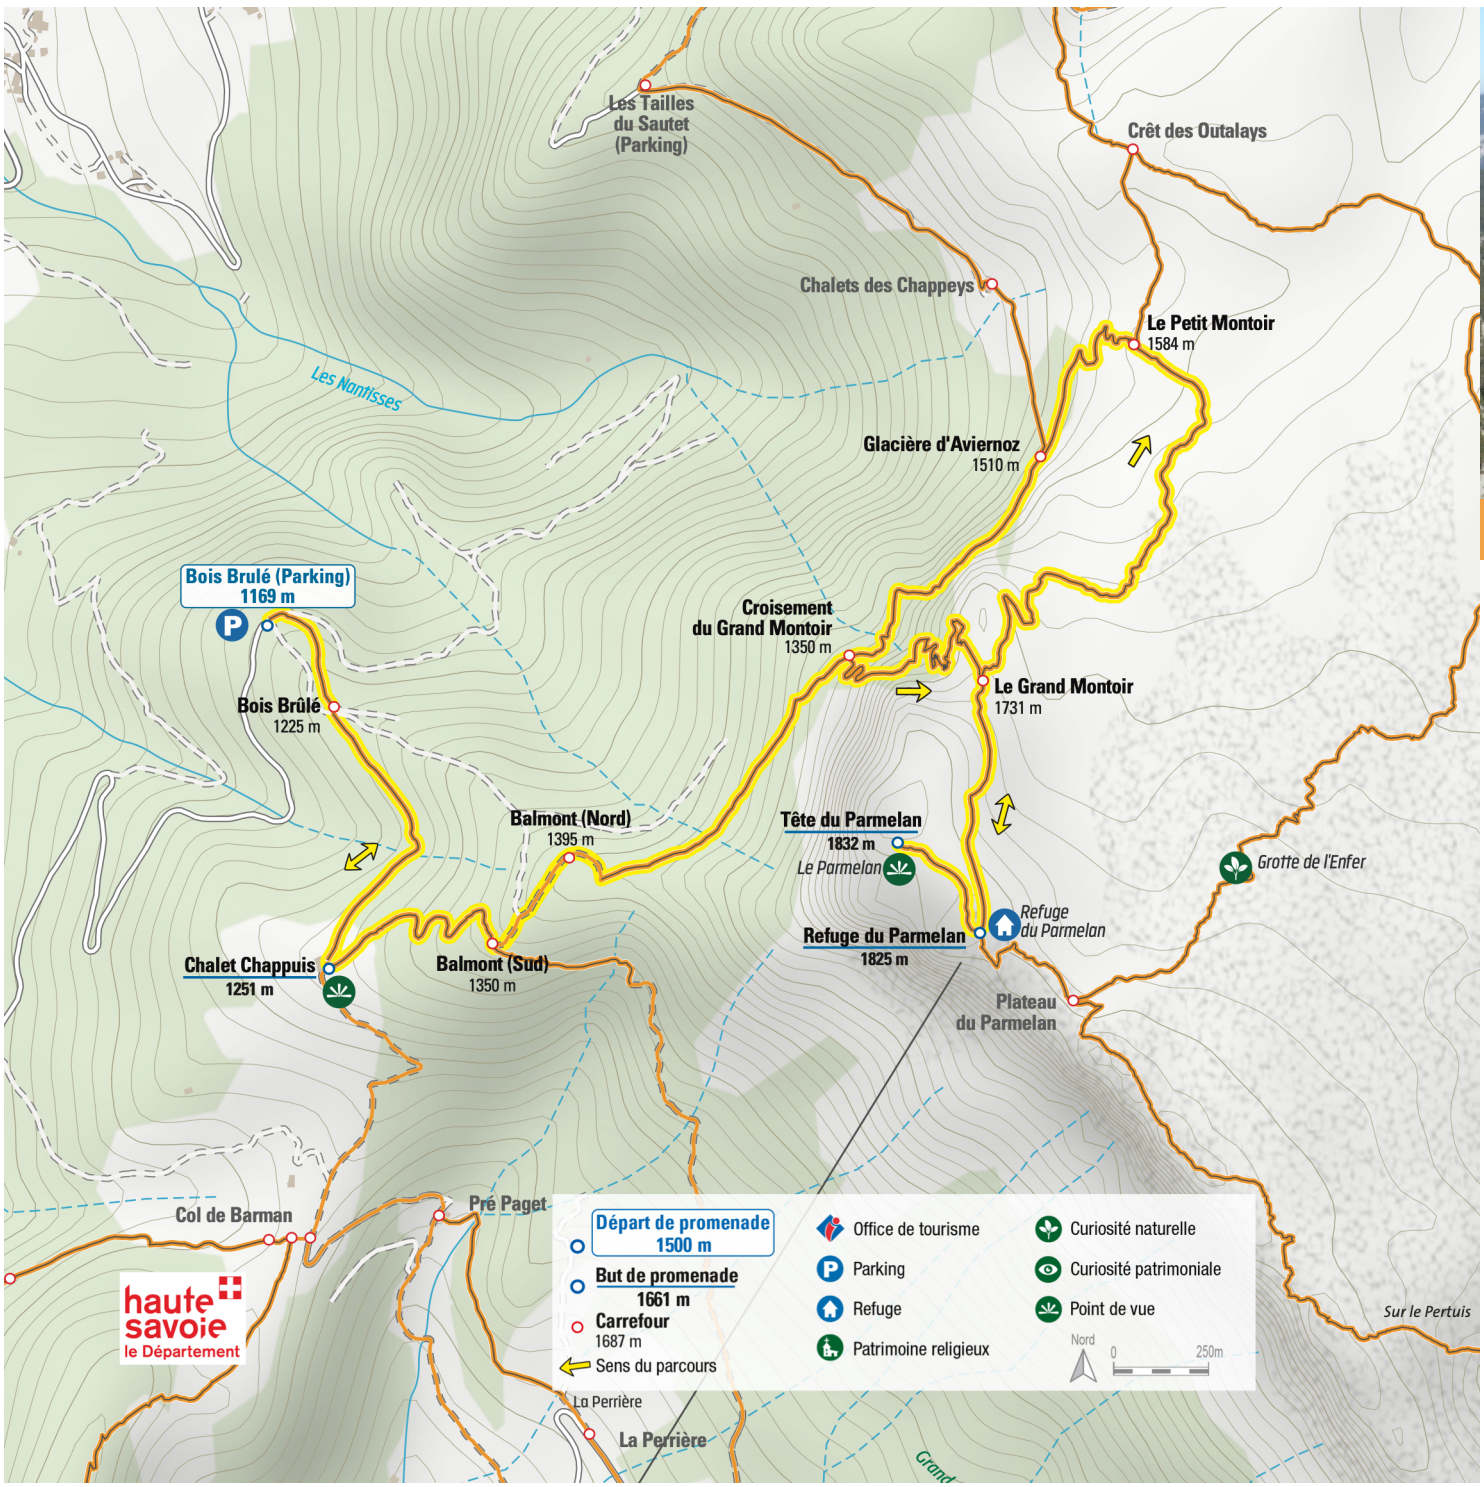 Les Tailles
du Sautet
(Parking)
Crêt des Outalays
Chalets des Chappeys
Le Petit Montoir
1584 m
Les Nantisses
Glacière d'Aviernoz
1510 m
Bois Brulé (Parking)
1169 m
P
Croisement
du Grand Montoir
1350 m
Bois Brûlé
1225 m
Le Grand Montoir
1731 m
Balmont (Nord)
1395 m
Tête du Parmelan
1832 m
Le Parmelan
Grotte de l'Enfer
Refuge
du Parmelan
Refuge du Parmelan
1825 m
Chalet Chappuis
1251 m
Balmont (Sud)
1350 m
Plateau
du Parmelan
Pré Paget
Col de Barman
haute
savoie
le Département
Départ de promenade
1500 m
But de promenade
1661 m
Carrefour
1687 m
Sens du parcours
Office de tourisme
P Parking
Refuge
Patrimoine religieux
Curiosité naturelle
Curiosité patrimoniale
Point de vue
Nord
0 250m
Sur le Pertuis
La Perrière
La Perrière
Grand